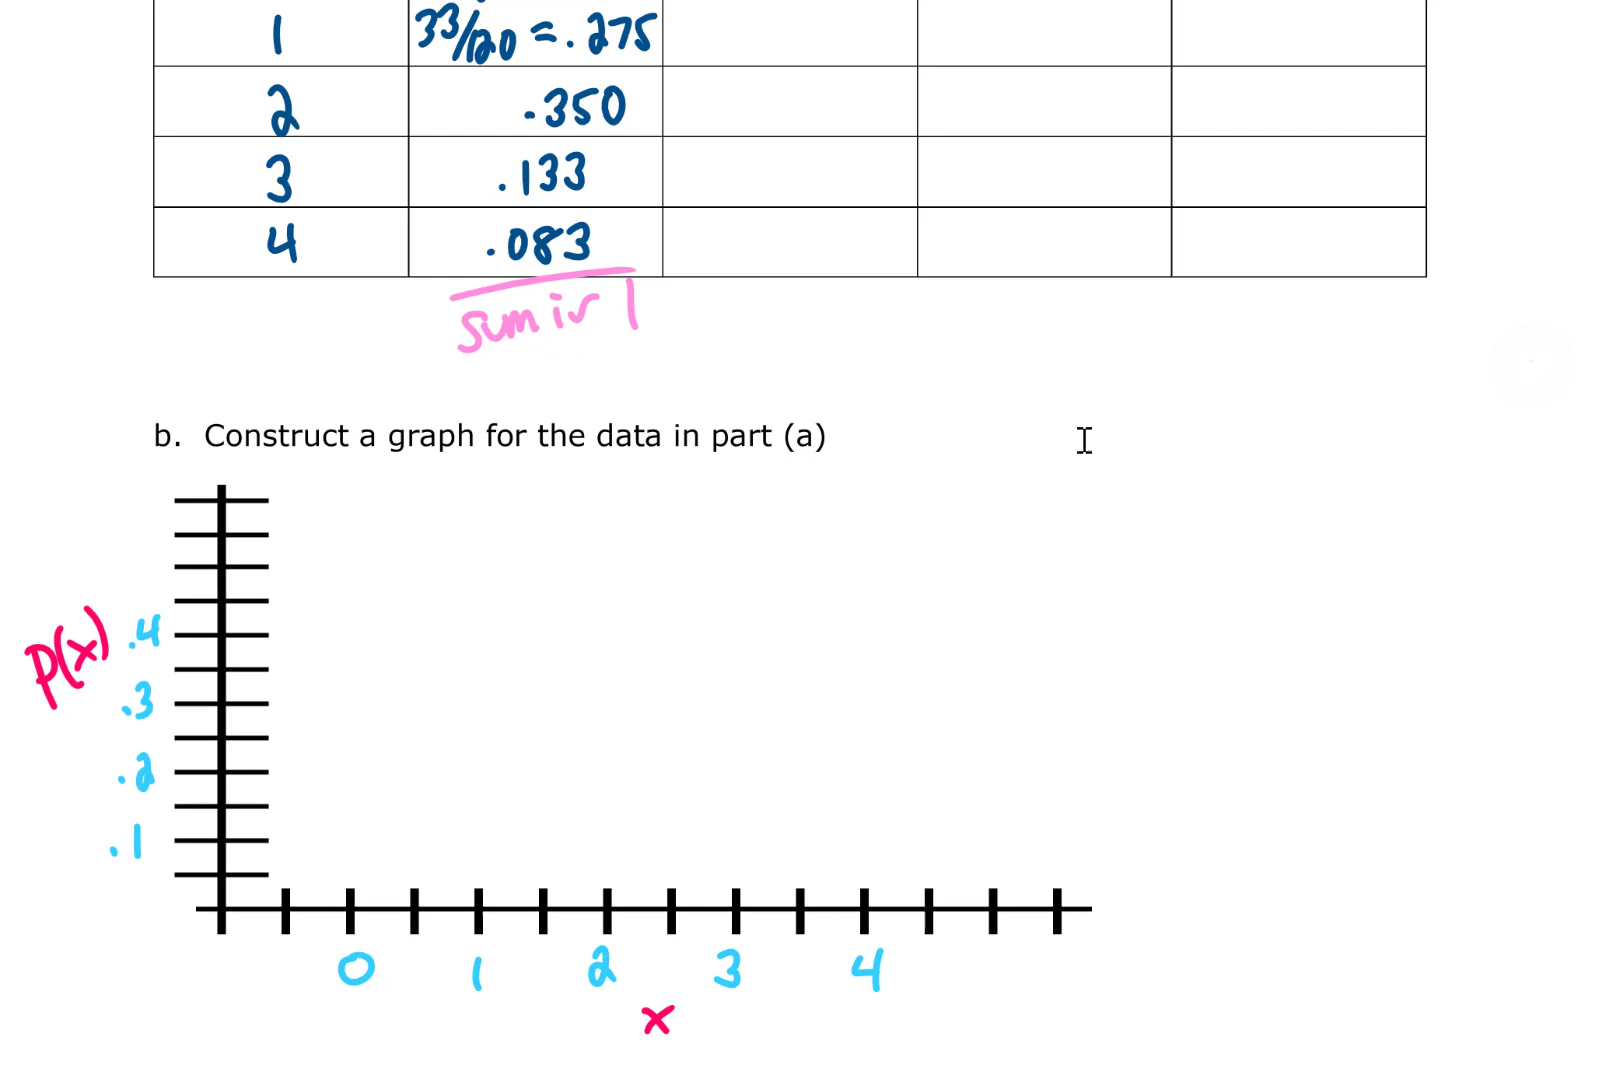 1 33/120 = .275
2 .350
3 .133
4 .083
sum is 1
b. Construct a graph for the data in part (a)
P(x) .4
.3
.2
.1
0 1 2 3 4
x